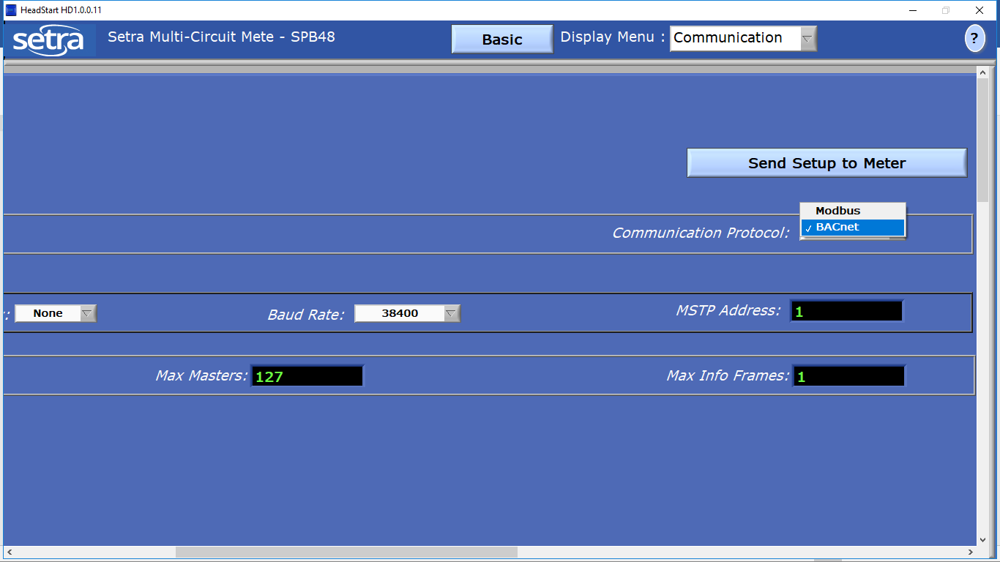 HeadStart HD1.0.0.11
setra
Setra Multi-Circuit Mete - SPB48
Basic
Display Menu :
Communication
?
Send Setup to Meter
Communication Protocol:
Modbus
✓ BACnet
None
Baud Rate:
38400
MSTP Address:
1
Max Masters:
127
Max Info Frames:
1